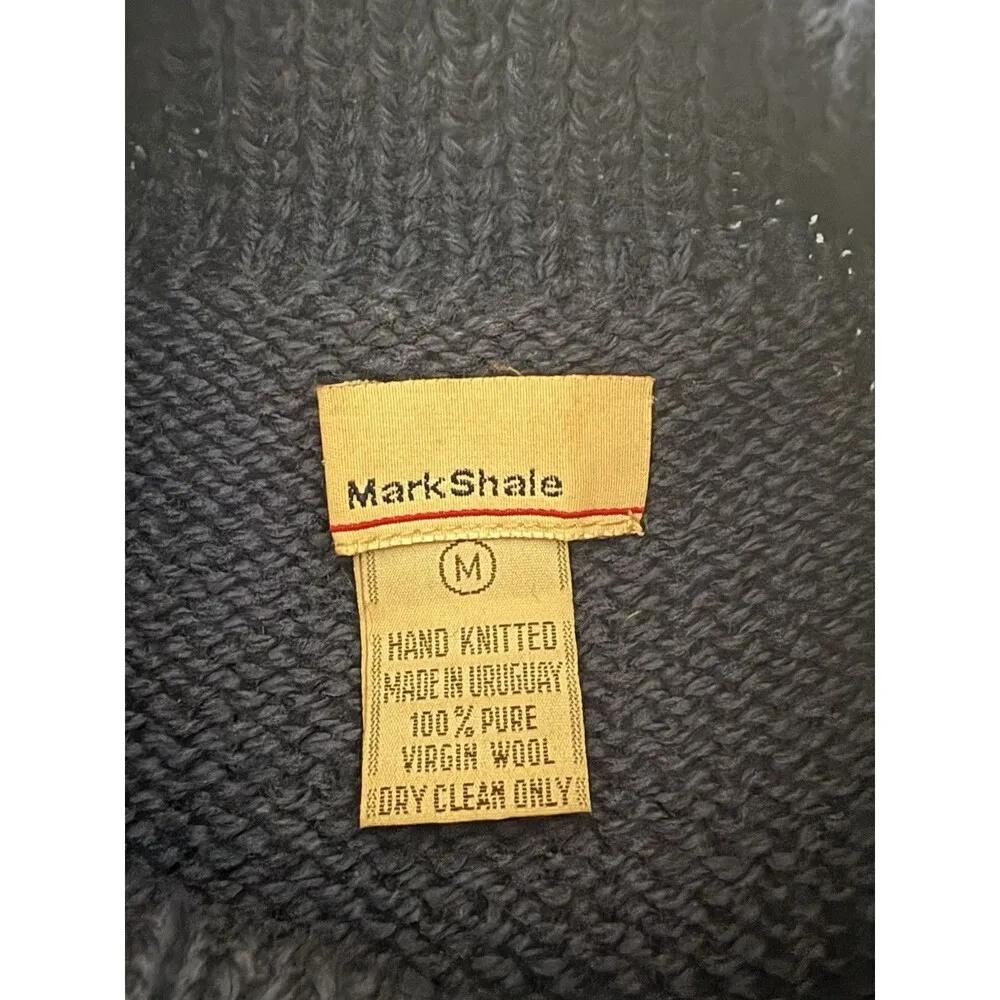 MarkShale
M
HAND KNITTED
MADE IN URUGUAY
100% PURE
VIRGIN WOOL
DRY CLEAN ONLY